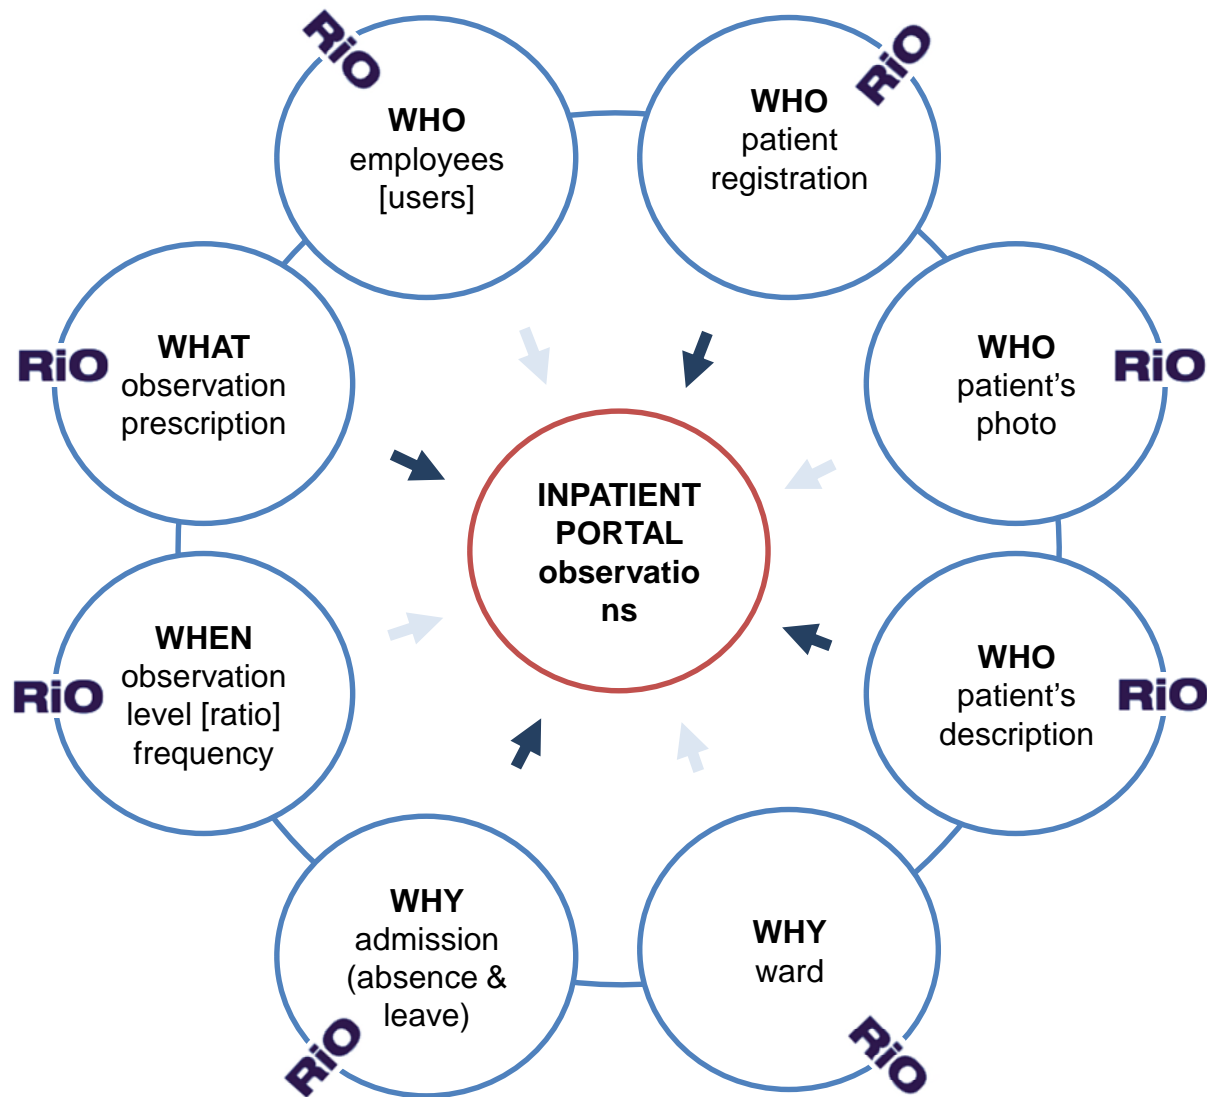 RiO
WHO
employees
[users]
RiO
WHO
patient
registration
RiO
WHAT
observation
prescription
WHO
patient's
photo
RiO
INPATIENT
PORTAL
observatio
ns
RiO
WHEN
observation
level [ratio]
frequency
WHO
patient's
description
RiO
WHY
admission
(absence &
leave)
RiO
WHY
ward
RiO